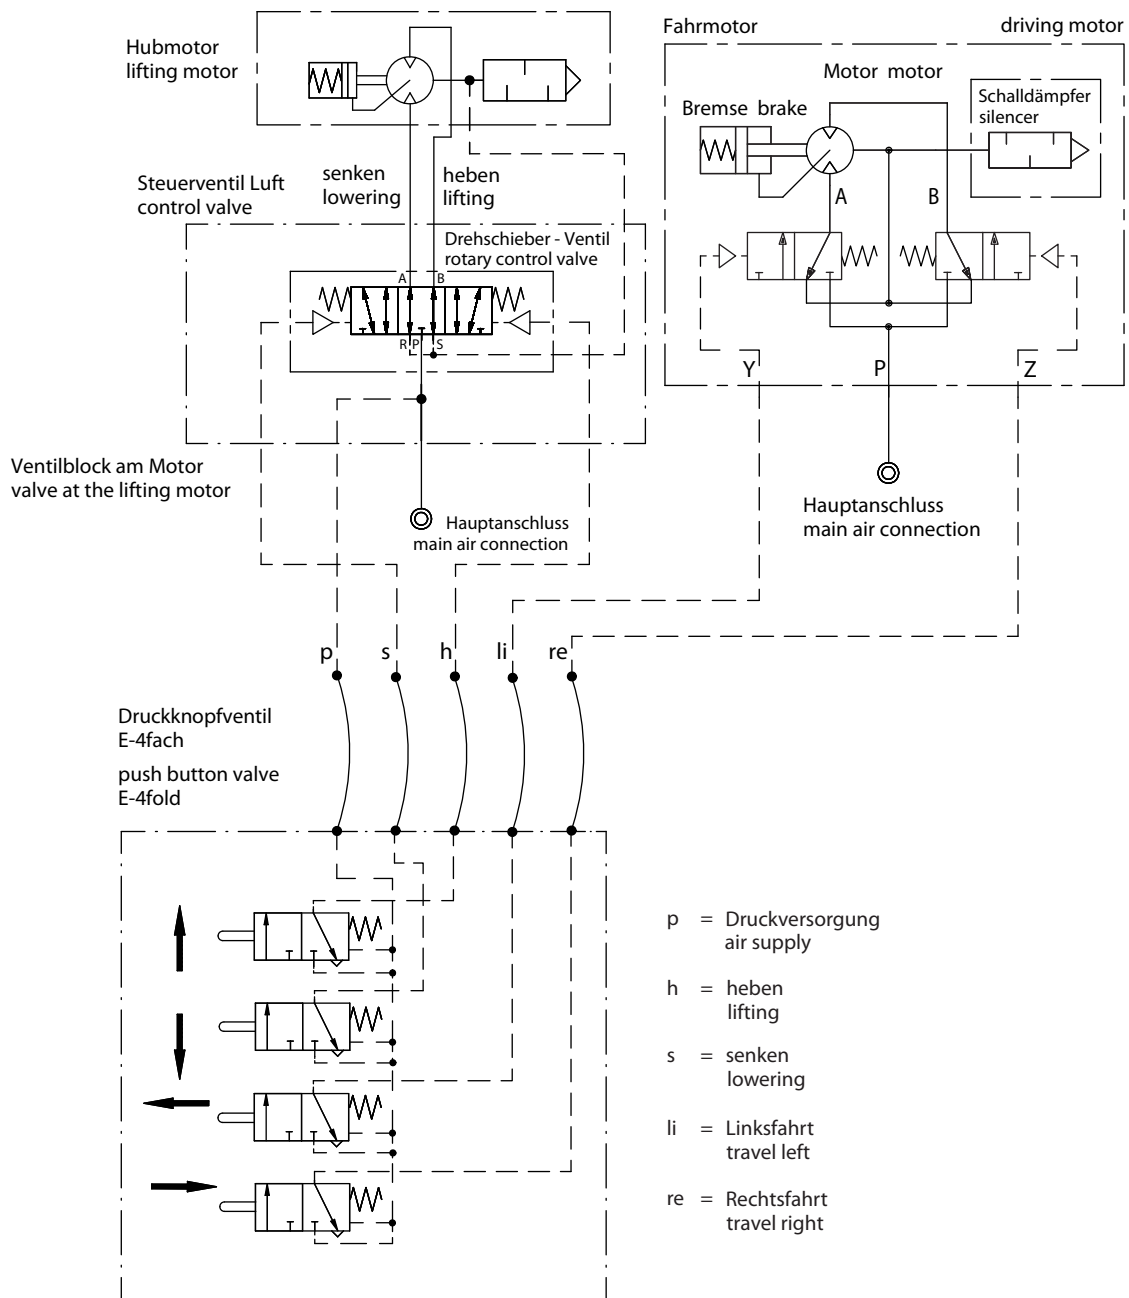 Hubmotor
lifting motor
Fahrmotor
driving motor
Motor motor
Bremse brake
Schalldämpfer
silencer
A
B
senken
lowering
heben
lifting
Steuerventil Luft
control valve
Drehschieber - Ventil
rotary control valve
A
B
R
P
S
Y
P
Z
Ventilblock am Motor
valve at the lifting motor
Hauptanschluss
main air connection
Hauptanschluss
main air connection
p
s
h
li
re
Druckknopfventil
E-4fach
push button valve
E-4fold
p = Druckversorgung
air supply
h = heben
lifting
s = senken
lowering
li = Linksfahrt
travel left
re = Rechtsfahrt
travel right